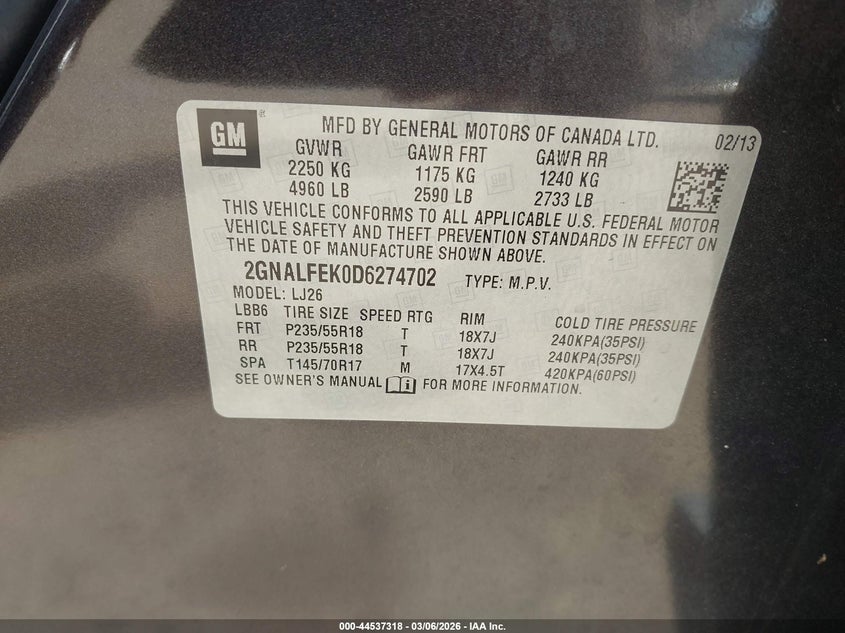 GM
MFD BY GENERAL MOTORS OF CANADA LTD. 02/13
GVWR GAWR FRT GAWR RR
2250 KG 1175 KG 1240 KG
4960 LB 2590 LB 2733 LB
THIS VEHICLE CONFORMS TO ALL APPLICABLE U.S. FEDERAL MOTOR
VEHICLE SAFETY AND THEFT PREVENTION STANDARDS IN EFFECT ON
THE DATE OF MANUFACTURE SHOWN ABOVE.
2GNALFEK0D6274702 TYPE: M.P.V.
MODEL: LJ26
LBB6 TIRE SIZE SPEED RTG RIM COLD TIRE PRESSURE
FRT P235/55R18 T 18X7J 240KPA(35PSI)
RR P235/55R18 T 18X7J 240KPA(35PSI)
SPA T145/70R17 M 17X4.5T 420KPA(60PSI)
SEE OWNER'S MANUAL FOR MORE INFORMATION.
000-44537318 - 03/06/2026 - IAA Inc.